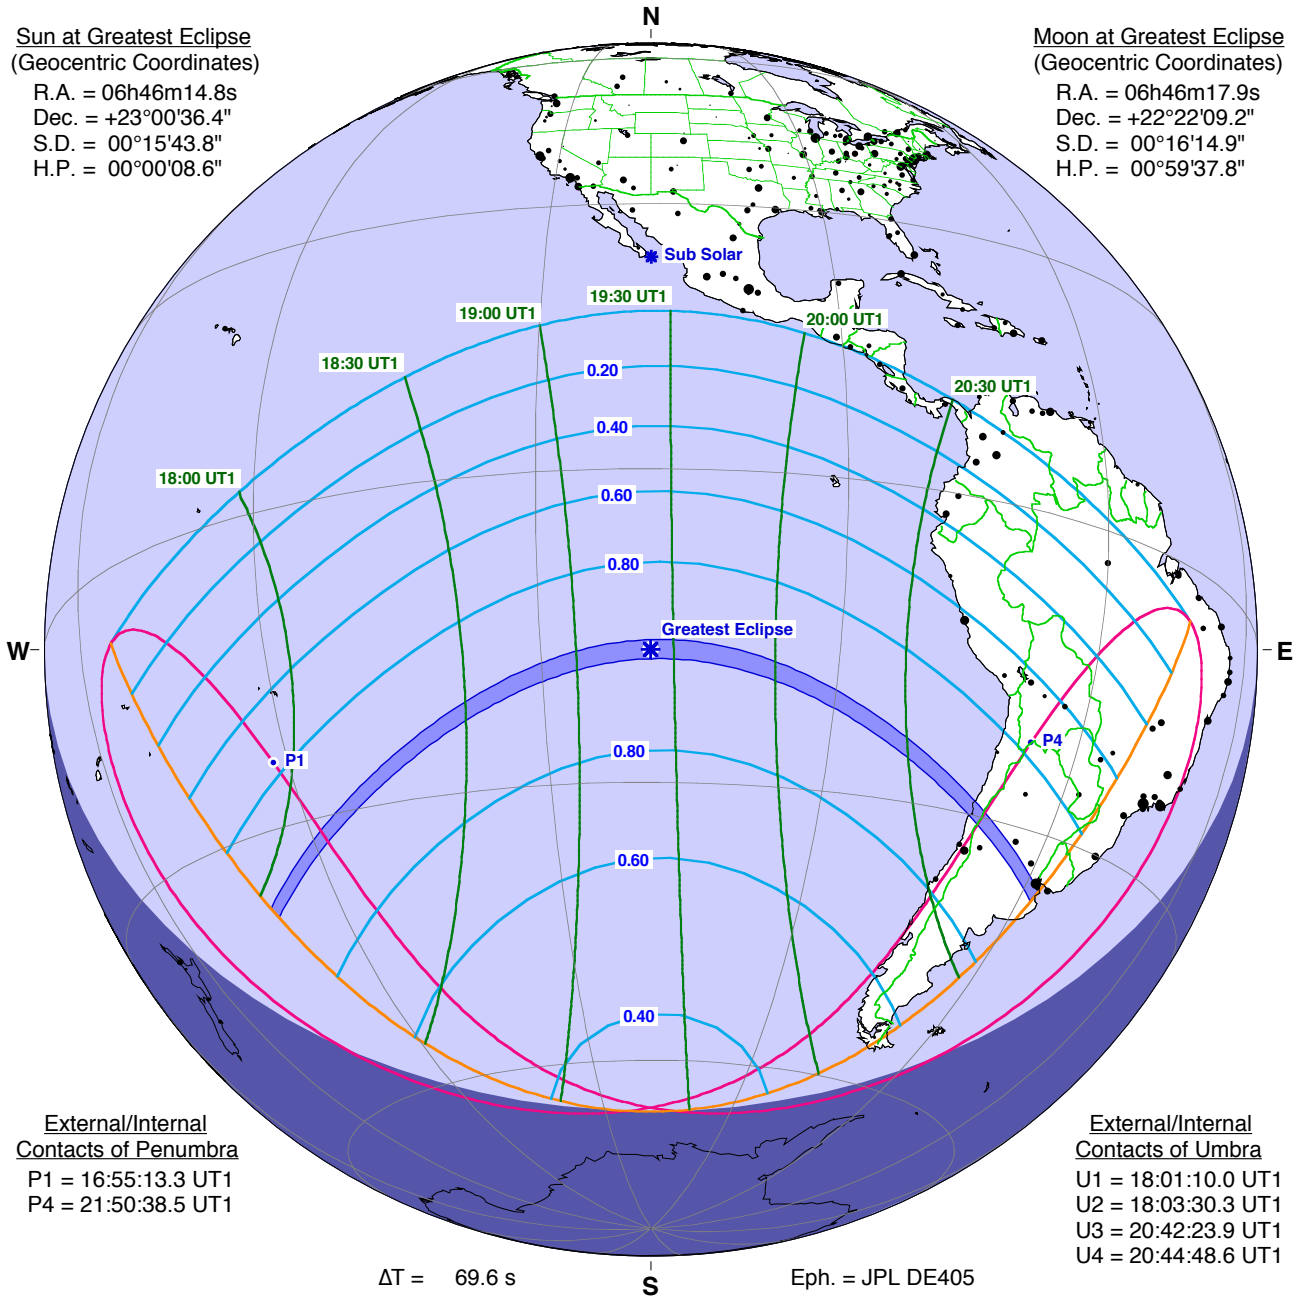 N
Sun at Greatest Eclipse
(Geocentric Coordinates)
R.A. = 06h46m14.8s
Dec. = +23°00'36.4"
S.D. = 00°15'43.8"
H.P. = 00°00'08.6"
Moon at Greatest Eclipse
(Geocentric Coordinates)
R.A. = 06h46m17.9s
Dec. = +22°22'09.2"
S.D. = 00°16'14.9"
H.P. = 00°59'37.8"
Sub Solar
19:30 UT1
19:00 UT1
20:00 UT1
18:30 UT1
0.20
20:30 UT1
0.40
18:00 UT1
0.60
0.80
Greatest Eclipse
W
E
P4
0.80
P1
0.60
0.40
External/Internal
Contacts of Penumbra
P1 = 16:55:13.3 UT1
P4 = 21:50:38.5 UT1
External/Internal
Contacts of Umbra
U1 = 18:01:10.0 UT1
U2 = 18:03:30.3 UT1
U3 = 20:42:23.9 UT1
U4 = 20:44:48.6 UT1
ΔT = 69.6 s
S
Eph. = JPL DE405